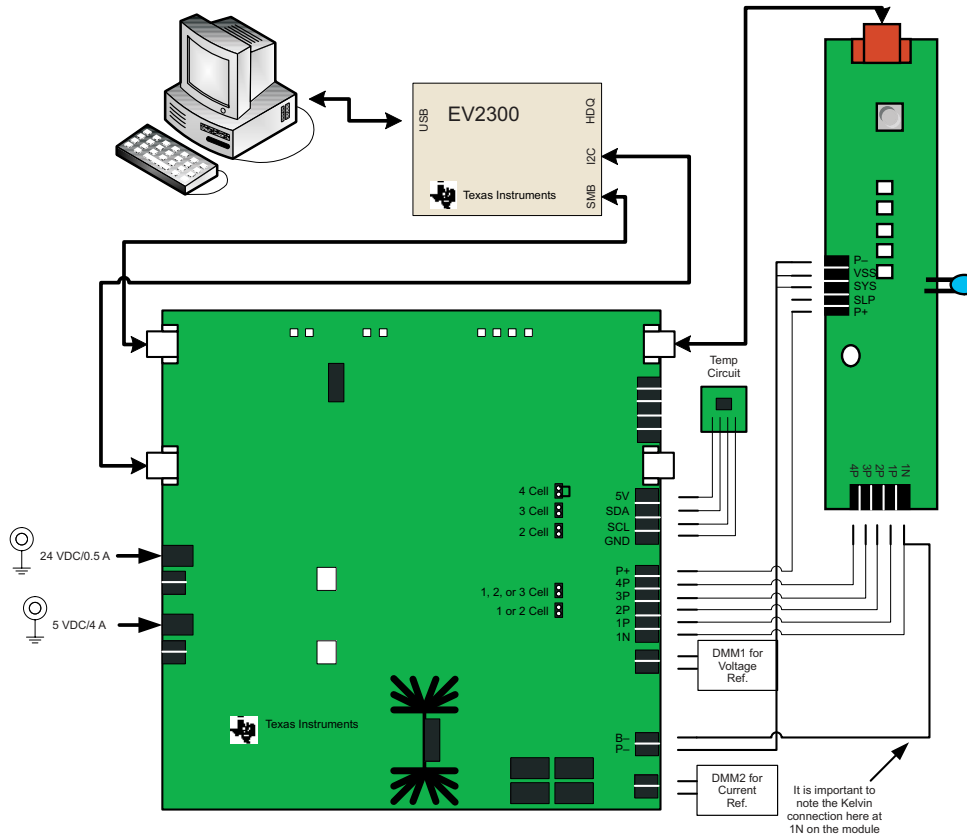 USB
EV2300
HDQ
I2C
SMB
Texas Instruments
P–
VSS
SYS
SLP
P+
Temp
Circuit
4P
3P
2P
1P
1N
4 Cell
3 Cell
2 Cell
5V
SDA
SCL
GND
24 VDC/0.5 A
1, 2, or 3 Cell
1 or 2 Cell
P+
4P
3P
2P
1P
1N
5 VDC/4 A
DMM1 for
Voltage
Ref.
Texas Instruments
B–
P–
DMM2 for
Current
Ref.
It is important to
note the Kelvin
connection here at
1N on the module